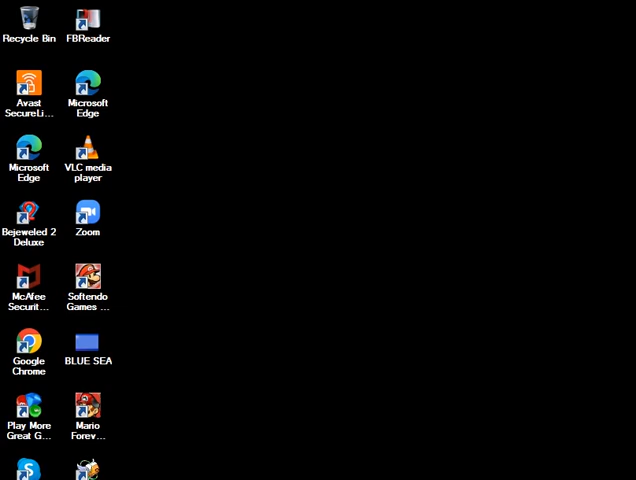 Recycle Bin
FBReader
Avast
SecureLi...
Microsoft
Edge
Microsoft
Edge
VLC media
player
Bejeweled 2
Deluxe
Zoom
McAfee
Securit...
Softendo
Games ...
Google
Chrome
BLUE SEA
Play More
Great G...
Mario
Forev...